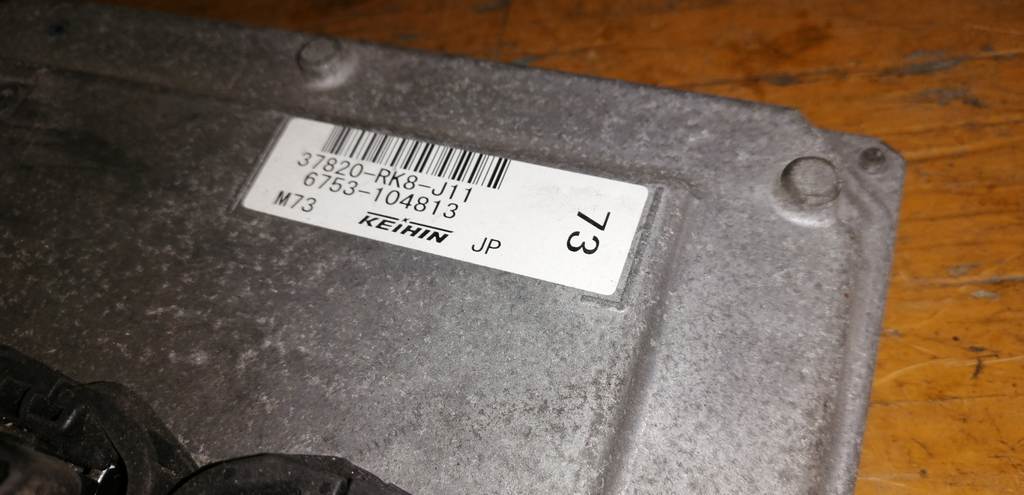 37820-RK8-J11
6753-104813
M73
KEIHIN
JP
73